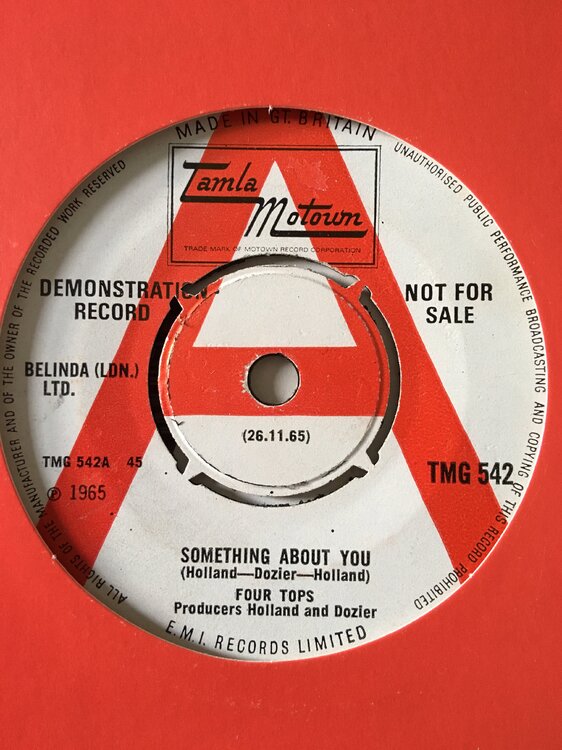 MADE IN GT. BRITAIN
UNAUTHORISED PUBLIC PERFORMANCE BROADCASTING AND COPYING OF THIS RECORD PROHIBITED
ALL RIGHTS OF THE MANUFACTURER AND OF THE OWNER OF THE RECORDED WORK RESERVED
Tamla
Motown
TRADE MARK OF MOTOWN RECORD CORPORATION
DEMONSTRATION
RECORD
NOT FOR
SALE
BELINDA (LDN.)
LTD.
(26.11.65)
TMG 542A 45
TMG 542
℗ 1965
SOMETHING ABOUT YOU
(Holland—Dozier—Holland)
FOUR TOPS
Producers Holland and Dozier
E.M.I. RECORDS LIMITED